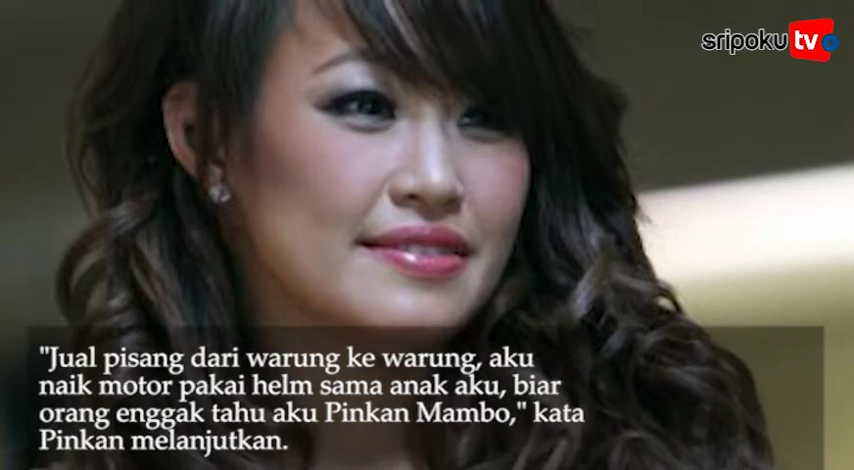 sripoku tv
"Jual pisang dari warung ke warung, aku
naik motor pakai helm sama anak aku, biar
orang enggak tahu aku Pinkan Mambo," kata
Pinkan melanjutkan.